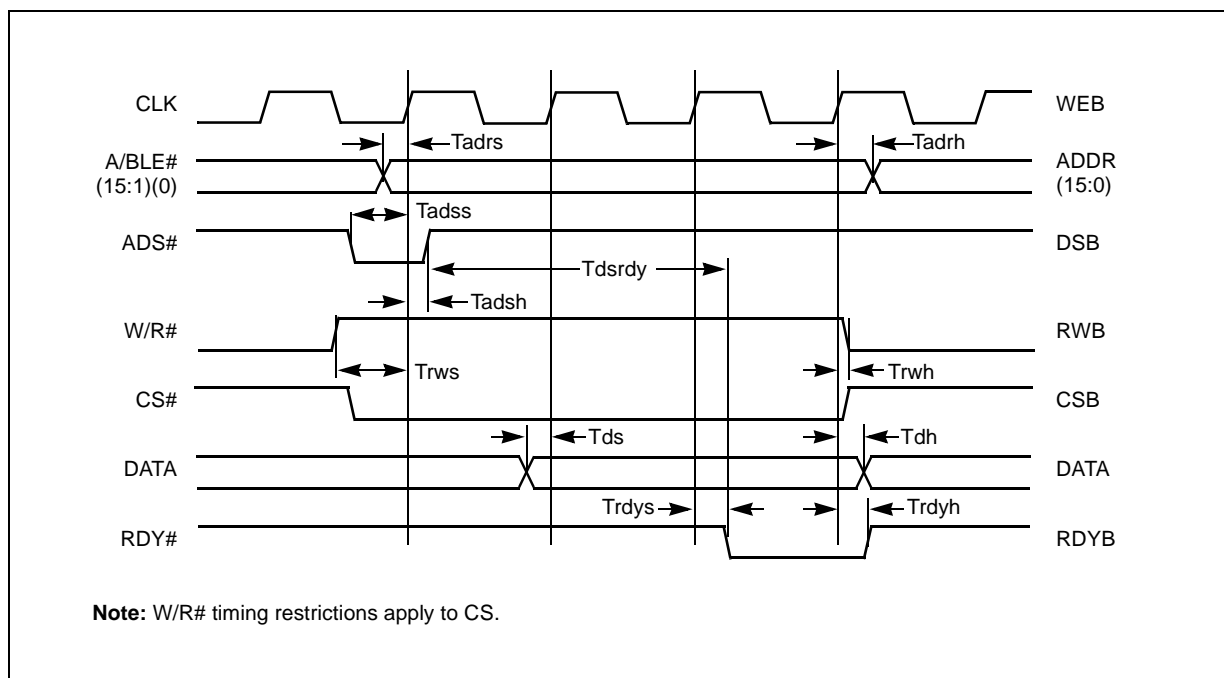 CLK WEB
Tadrs Tadrh
A/BLE# ADDR
(15:1)(0) (15:0)
Tadss
ADS# DSB
Tdsrdy
Tadsh
W/R# RWB
Trws Trwh
CS# CSB
Tds Tdh
DATA DATA
Trdys Trdyh
RDY# RDYB
Note: W/R# timing restrictions apply to CS.